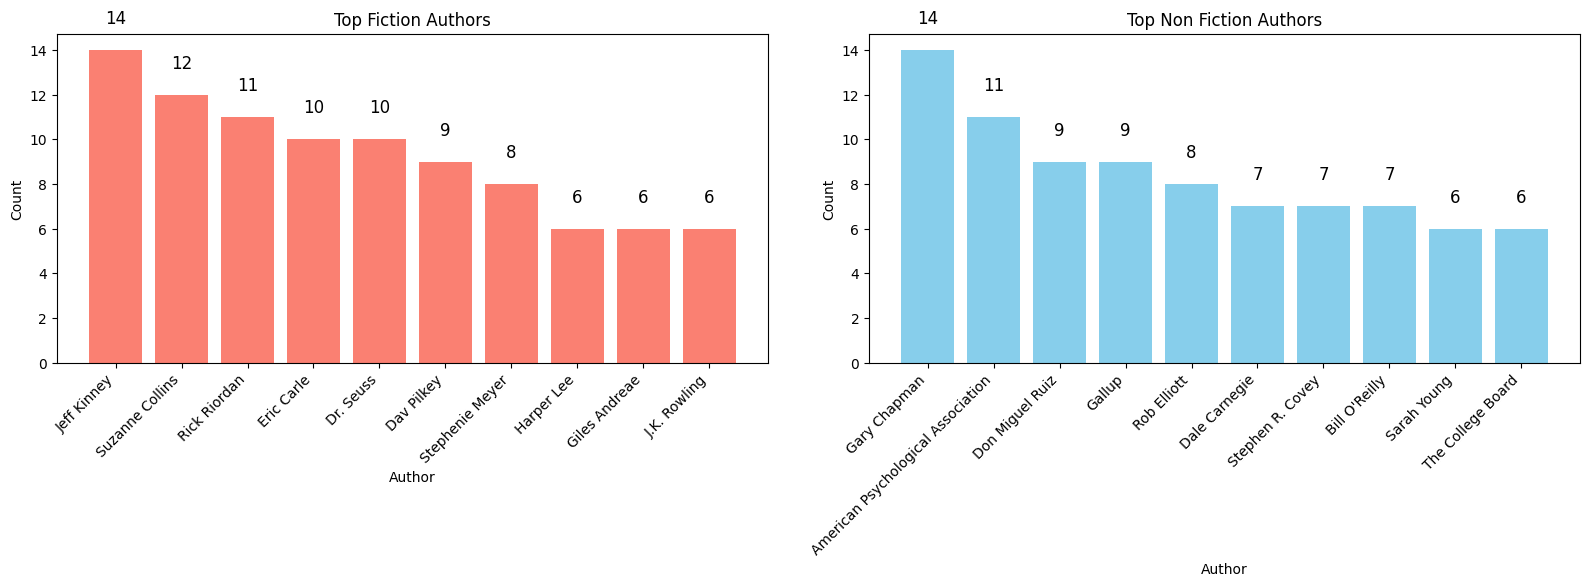 Top Fiction Authors
14
12
11
10
10
9
8
6
6
6
Count
14
12
10
8
6
4
2
0
Jeff Kinney
Suzanne Collins
Rick Riordan
Eric Carle
Dr. Seuss
Dav Pilkey
Stephenie Meyer
Harper Lee
Giles Andreae
J.K. Rowling
Author
Top Non Fiction Authors
14
11
9
9
8
7
7
7
6
6
Count
14
12
10
8
6
4
2
0
Gary Chapman
American Psychological Association
Don Miguel Ruiz
Gallup
Rob Elliott
Dale Carnegie
Stephen R. Covey
Bill O'Reilly
Sarah Young
The College Board
Author